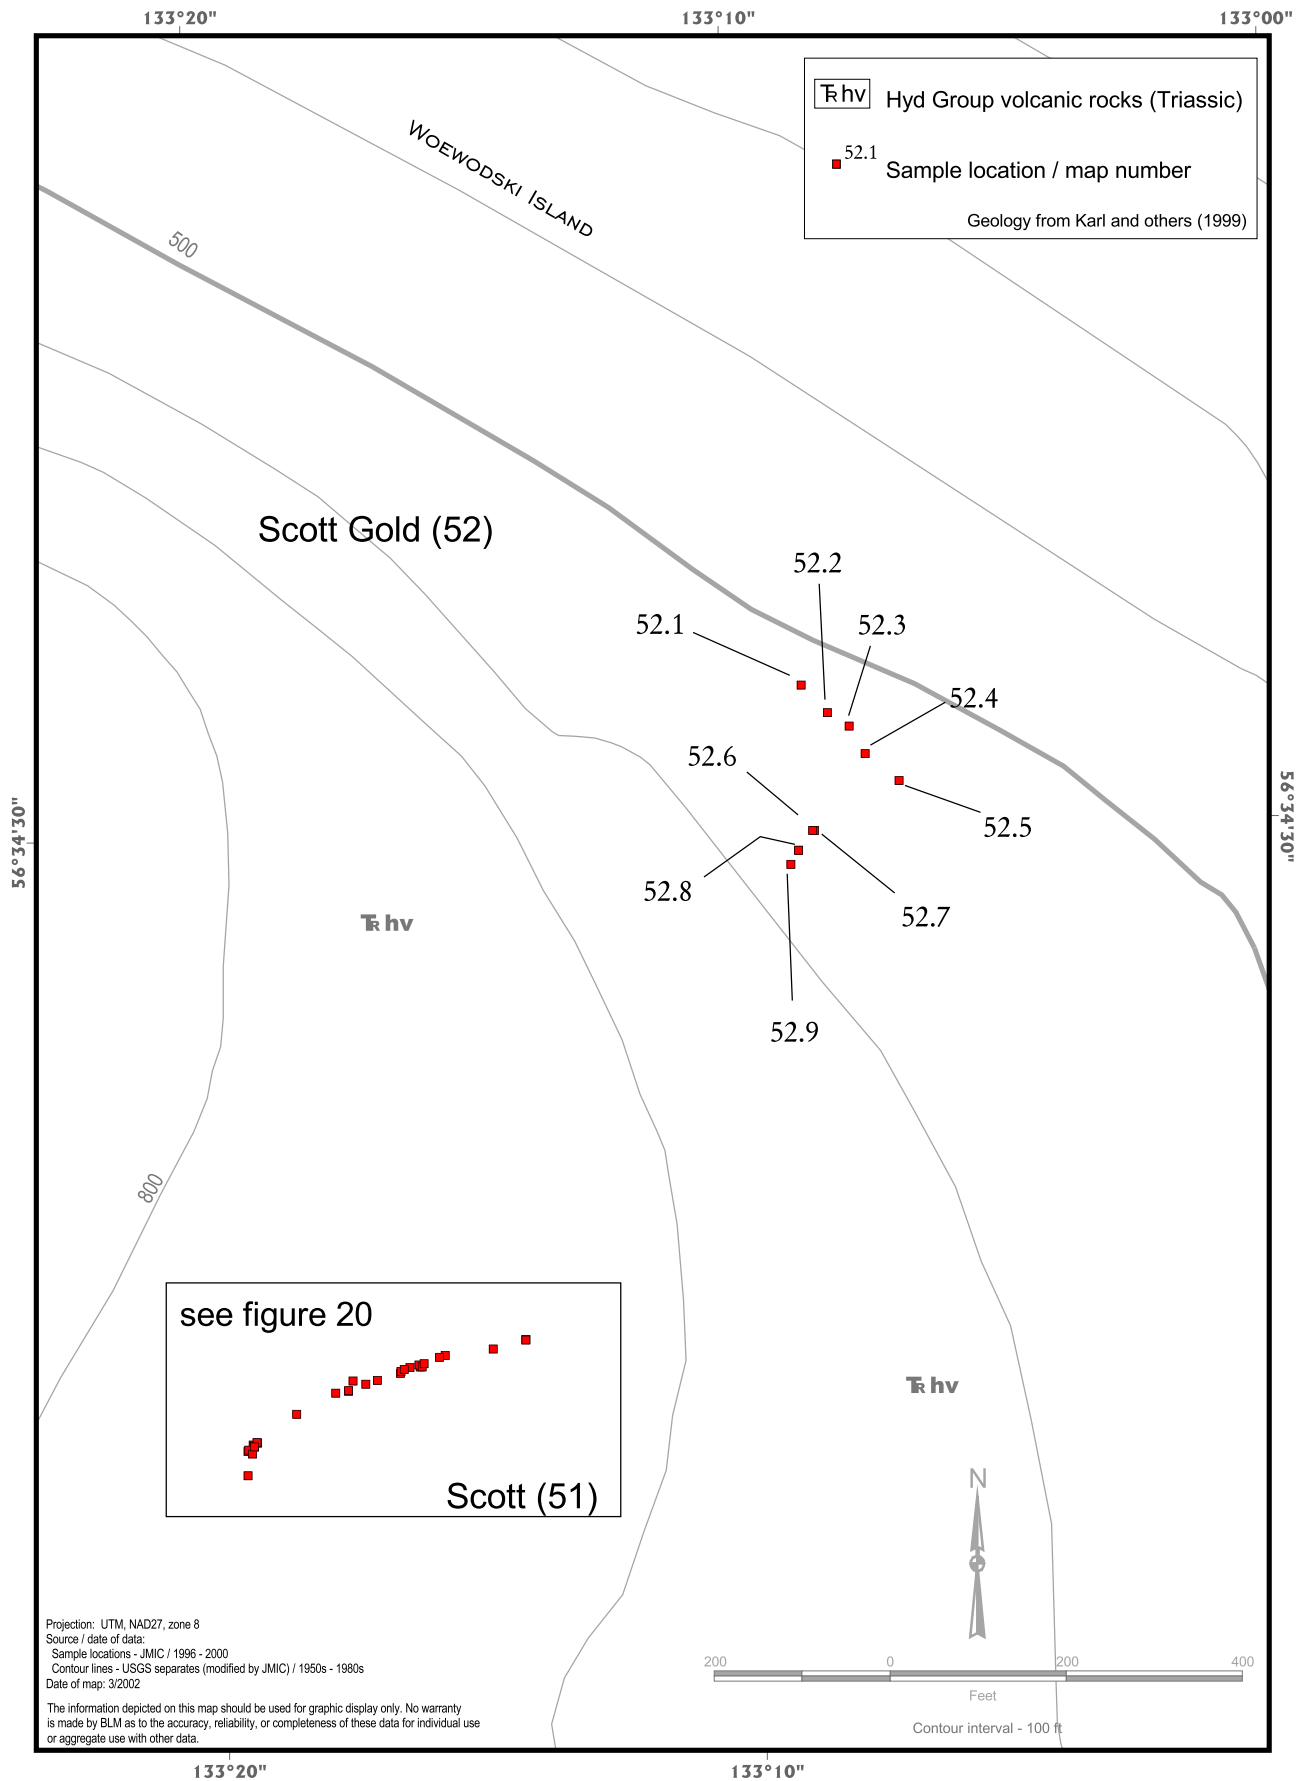 133°20" 133°10" 133°00"
TR hv Hyd Group volcanic rocks (Triassic)
52.1 Sample location / map number
Geology from Karl and others (1999)
WOEWODSKI ISLAND
500
Scott Gold (52)
52.2
52.1
52.3
52.4
52.6
52.5
52.8
52.7
52.9
56°34'30"
56°34'30"
TR hv
800
see figure 20
Scott (51)
TR hv
N
Projection: UTM, NAD27, zone 8
Source / date of data:
Sample locations - JMIC / 1996 - 2000
Contour lines - USGS separates (modified by JMIC) / 1950s - 1980s
Date of map: 3/2002
The information depicted on this map should be used for graphic display only. No warranty
is made by BLM as to the accuracy, reliability, or completeness of these data for individual use
or aggregate use with other data.
200 0 200 400
Feet
Contour interval - 100 ft
133°20" 133°10"